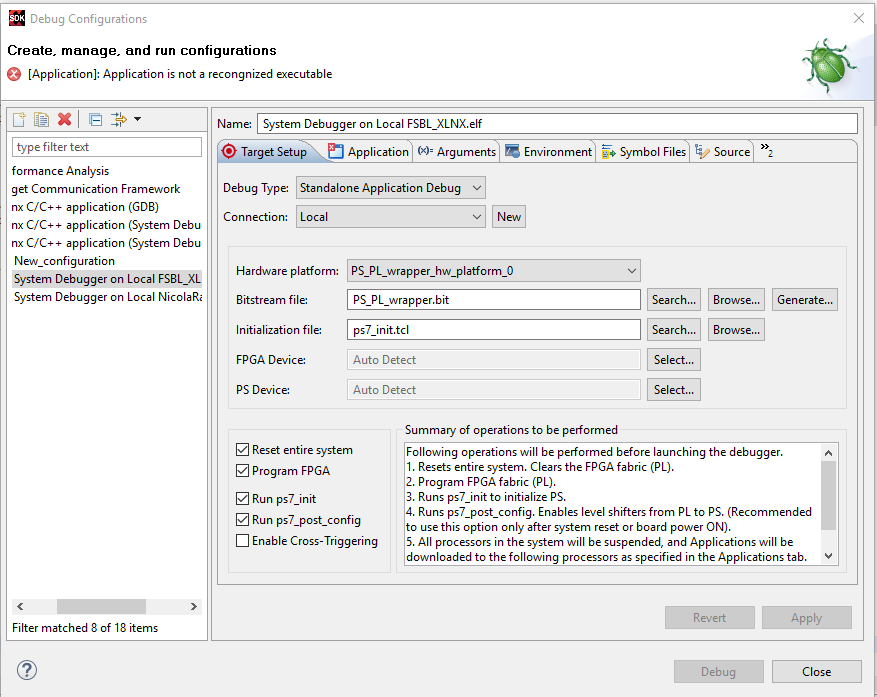 SDK Debug Configurations
Create, manage, and run configurations
[Application]: Application is not a recongnized executable
type filter text
formance Analysis
get Communication Framework
nx C/C++ application (GDB)
nx C/C++ application (System Debu
nx C/C++ application (System Debu
New_configuration
System Debugger on Local FSBL_XL
System Debugger on Local NicolaRa
Filter matched 8 of 18 items
Name: System Debugger on Local FSBL_XLNX.elf
Target Setup Application (x)= Arguments Environment Symbol Files Source »2
Debug Type: Standalone Application Debug
Connection: Local New
Hardware platform: PS_PL_wrapper_hw_platform_0
Bitstream file: PS_PL_wrapper.bit Search... Browse... Generate...
Initialization file: ps7_init.tcl Search... Browse...
FPGA Device: Auto Detect Select...
PS Device: Auto Detect Select...
Reset entire system
Program FPGA
Run ps7_init
Run ps7_post_config
Enable Cross-Triggering
Summary of operations to be performed
Following operations will be performed before launching the debugger.
1. Resets entire system. Clears the FPGA fabric (PL).
2. Program FPGA fabric (PL).
3. Runs ps7_init to initialize PS.
4. Runs ps7_post_config. Enables level shifters from PL to PS. (Recommended
to use this option only after system reset or board power ON).
5. All processors in the system will be suspended, and Applications will be
downloaded to the following processors as specified in the Applications tab.
Revert Apply
? Debug Close